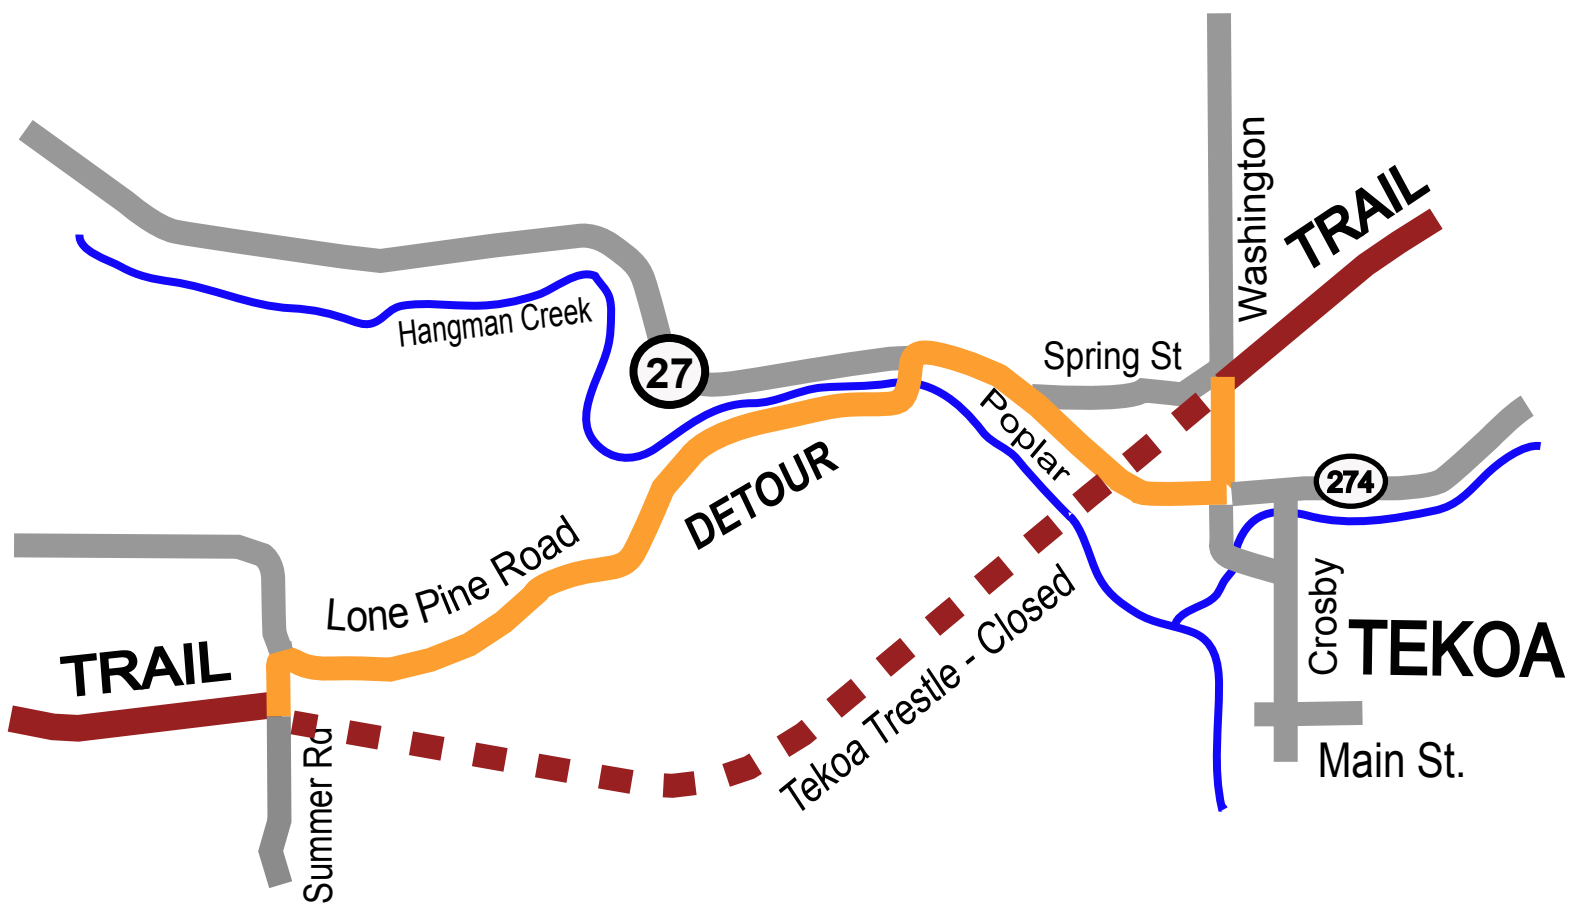 Washington
TRAIL
Hangman Creek
27
Spring St
Poplar
DETOUR
274
Lone Pine Road
TRAIL
Summer Rd
Tekoa Trestle - Closed
Crosby
TEKOA
Main St.